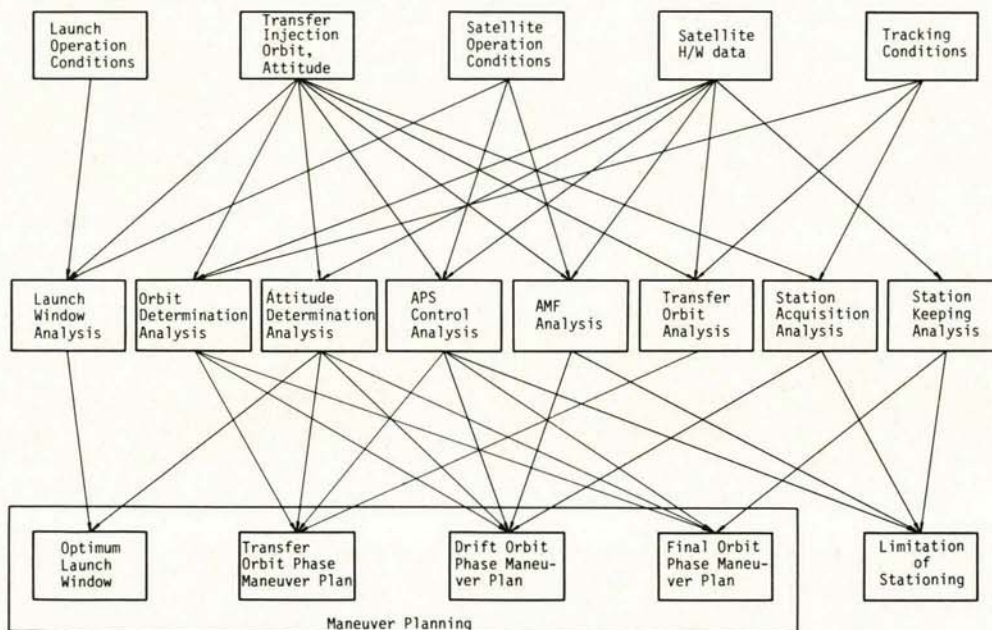 Launch
Operation
Conditions
Transfer
Injection
Orbit,
Attitude
Satellite
Operation
Conditions
Satellite
H/W data
Tracking
Conditions
Launch
Window
Analysis
Orbit
Determination
Analysis
Attitude
Determination
Analysis
APS
Control
Analysis
AMF
Analysis
Transfer
Orbit
Analysis
Station
Acquisition
Analysis
Station
Keeping
Analysis
Optimum
Launch
Window
Transfer
Orbit Phase
Maneuver Plan
Drift Orbit
Phase Maneu-
ver Plan
Final Orbit
Phase Maneu-
ver Plan
Limitation
of Stationing
Maneuver Planning